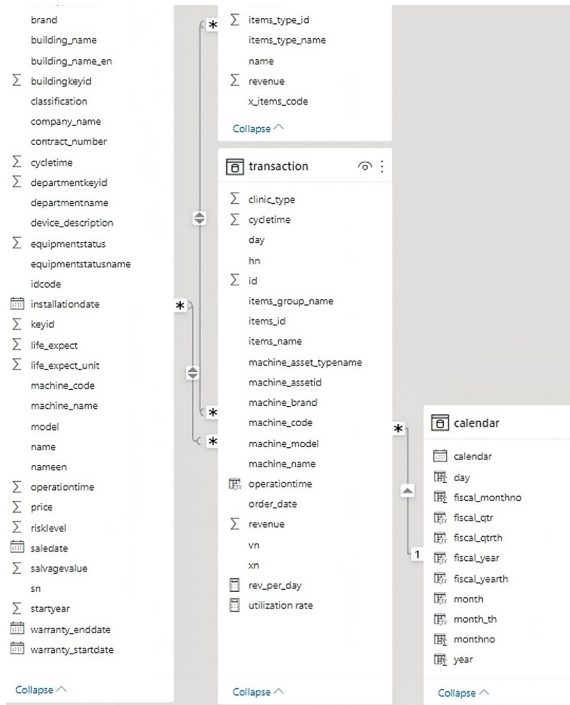 brand
building_name
building_name_en
buildingkeyid
classification
company_name
contract_number
cycletime
departmentkeyid
departmentname
device_description
equipmentstatus
equipmentstatusname
idcode
installationdate
keyid
life_expect
life_expect_unit
machine_code
machine_name
model
name
nameen
operationtime
price
risklevel
saledate
salvagevalue
sn
startyear
warranty_enddate
warranty_startdate
Collapse
items_type_id
items_type_name
name
revenue
x_items_code
Collapse
transaction
clinic_type
cycletime
day
hn
id
items_group_name
items_id
items_name
machine_asset_typename
machine_assetid
machine_brand
machine_code
machine_model
machine_name
operationtime
order_date
revenue
vn
xn
rev_per_day
utilization rate
Collapse
calendar
calendar
day
fiscal_monthno
fiscal_qtr
fiscal_qtrth
fiscal_year
fiscal_yearth
month
month_th
monthno
year
Collapse
*
*
*
*
*
1